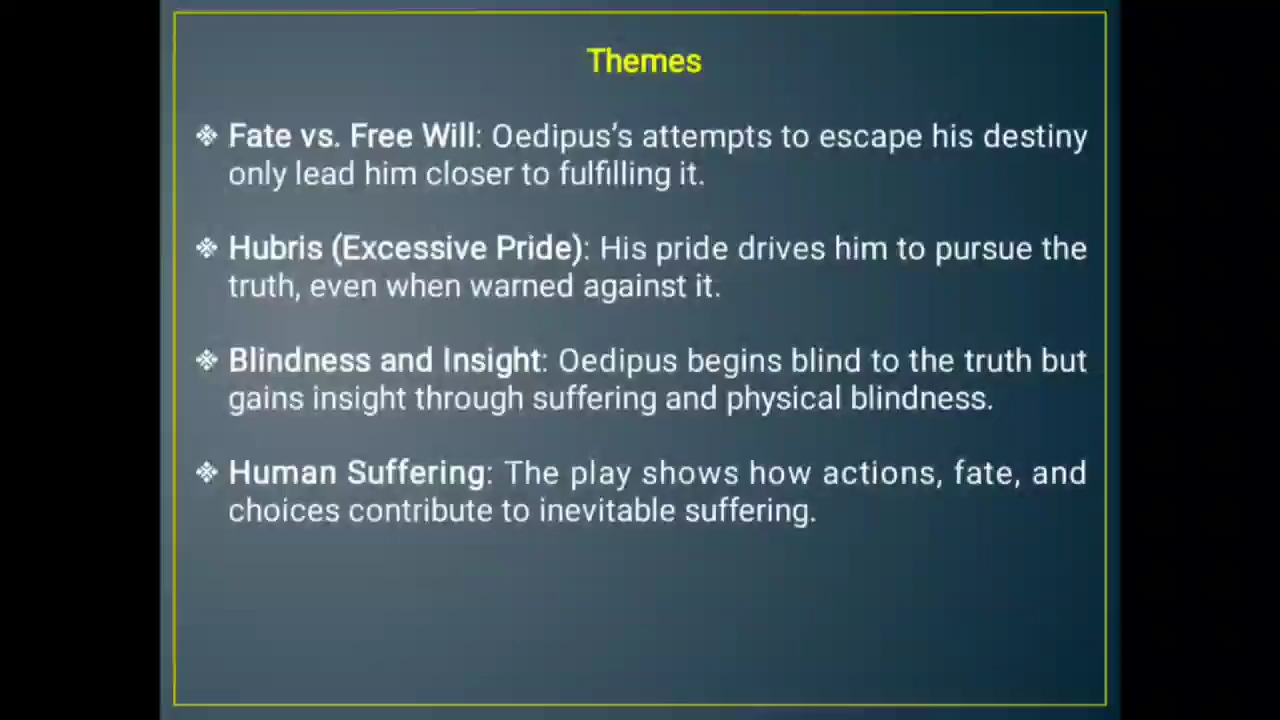 Themes
❖ Fate vs. Free Will: Oedipus’s attempts to escape his destiny
only lead him closer to fulfilling it.
❖ Hubris (Excessive Pride): His pride drives him to pursue the
truth, even when warned against it.
❖ Blindness and Insight: Oedipus begins blind to the truth but
gains insight through suffering and physical blindness.
❖ Human Suffering: The play shows how actions, fate, and
choices contribute to inevitable suffering.